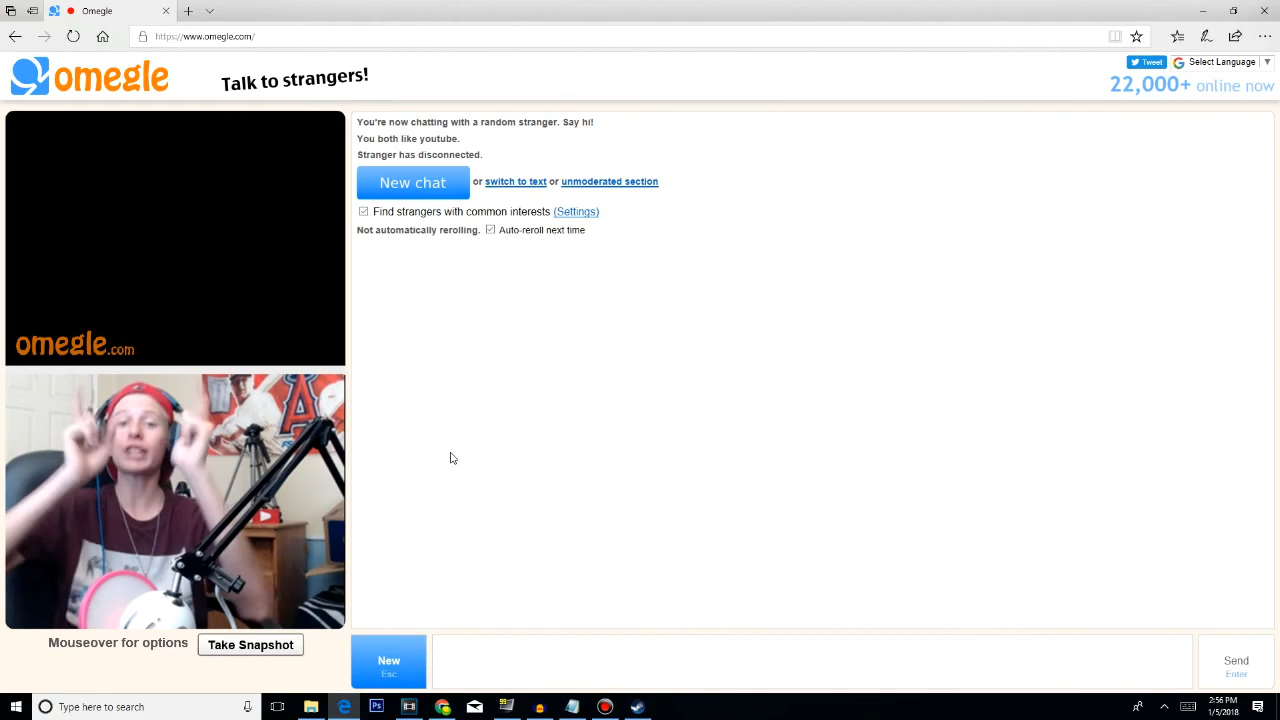 Omegle
https://www.omegle.com/
omegle
Talk to strangers!
Tweet
Select Language
22,000+ online now
You're now chatting with a random stranger. Say hi!
You both like youtube.
Stranger has disconnected.
New chat or switch to text or unmoderated section
Find strangers with common interests (Settings)
Not automatically rerolling. Auto-reroll next time
omegle.com
A
Mouseover for options
Take Snapshot
New
Esc
Send
Enter
Type here to search
Ps
2:56 PM
1/5/2018